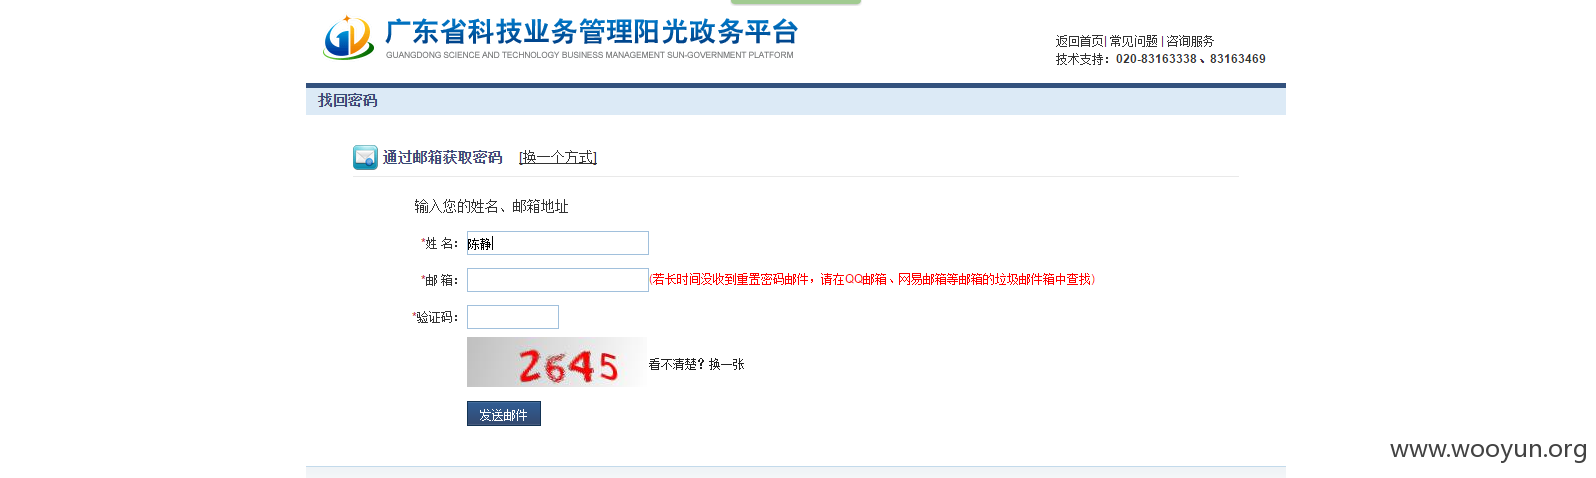 广东省科技业务管理阳光政务平台
GUANGDONG SCIENCE AND TECHNOLOGY BUSINESS MANAGEMENT SUN-GOVERNMENT PLATFORM
返回首页| 常见问题 | 咨询服务
技术支持：020-83163338、83163469
找回密码
通过邮箱获取密码 [换一个方式]
输入您的姓名、邮箱地址
*姓 名： 陈静
*邮 箱： (若长时间没收到重置密码邮件，请在QQ邮箱、网易邮箱等邮箱的垃圾邮件箱中查找)
*验证码：
2645 看不清楚？换一张
发送邮件
www.wooyun.org